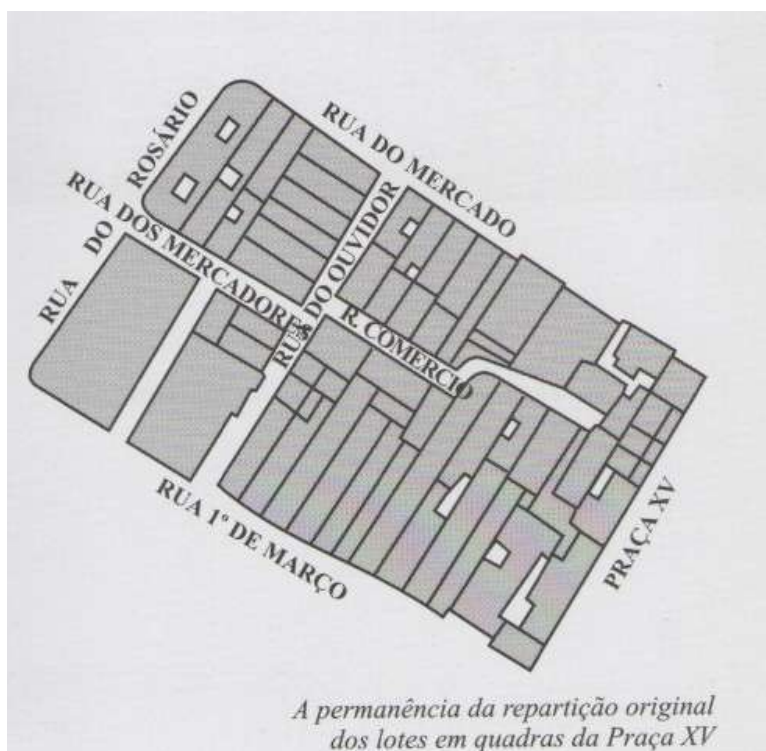 RUA DO MERCADO
RUA DO ROSÁRIO
RUA DOS MERCADORES
RUA DO OUVIDOR
R. COMERCIO
RUA 1º DE MARÇO
PRAÇA XV
A permanência da repartição original
dos lotes em quadras da Praça XV